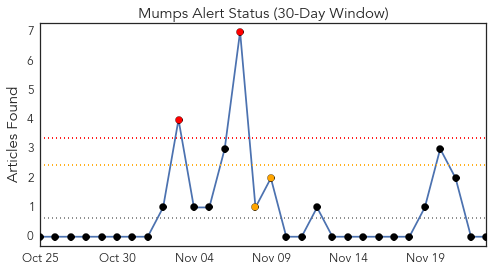 Mumps Alert Status (30-Day Window)
Articles Found
7
6
5
4
3
2
1
0
Oct 25
Oct 30
Nov 04
Nov 09
Nov 14
Nov 19